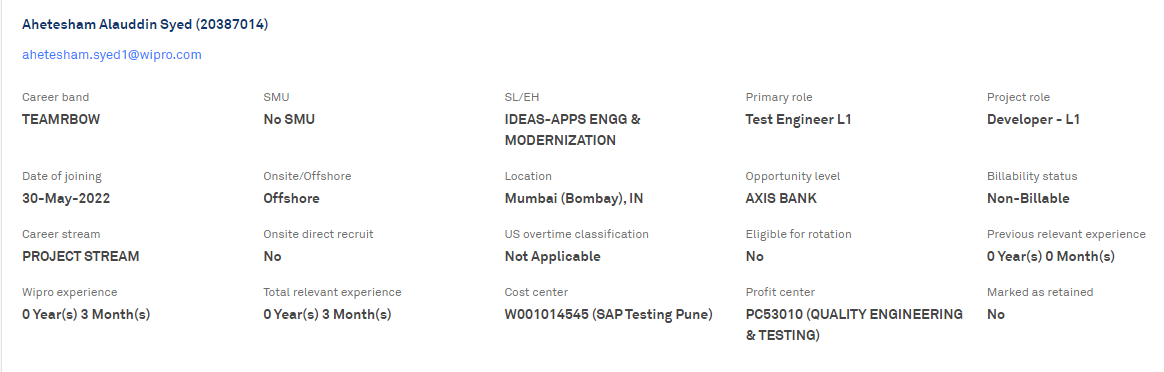 Ahetesham Alauddin Syed (20387014)
ahetesham.syed1@wipro.com
Career band
TEAMRBOW
SMU
No SMU
SL/EH
IDEAS-APPS ENGG &
MODERNIZATION
Primary role
Test Engineer L1
Project role
Developer - L1
Date of joining
30-May-2022
Onsite/Offshore
Offshore
Location
Mumbai (Bombay), IN
Opportunity level
AXIS BANK
Billability status
Non-Billable
Career stream
PROJECT STREAM
Onsite direct recruit
No
US overtime classification
Not Applicable
Eligible for rotation
No
Previous relevant experience
0 Year(s) 0 Month(s)
Wipro experience
0 Year(s) 3 Month(s)
Total relevant experience
0 Year(s) 3 Month(s)
Cost center
W001014545 (SAP Testing Pune)
Profit center
PC53010 (QUALITY ENGINEERING
& TESTING)
Marked as retained
No